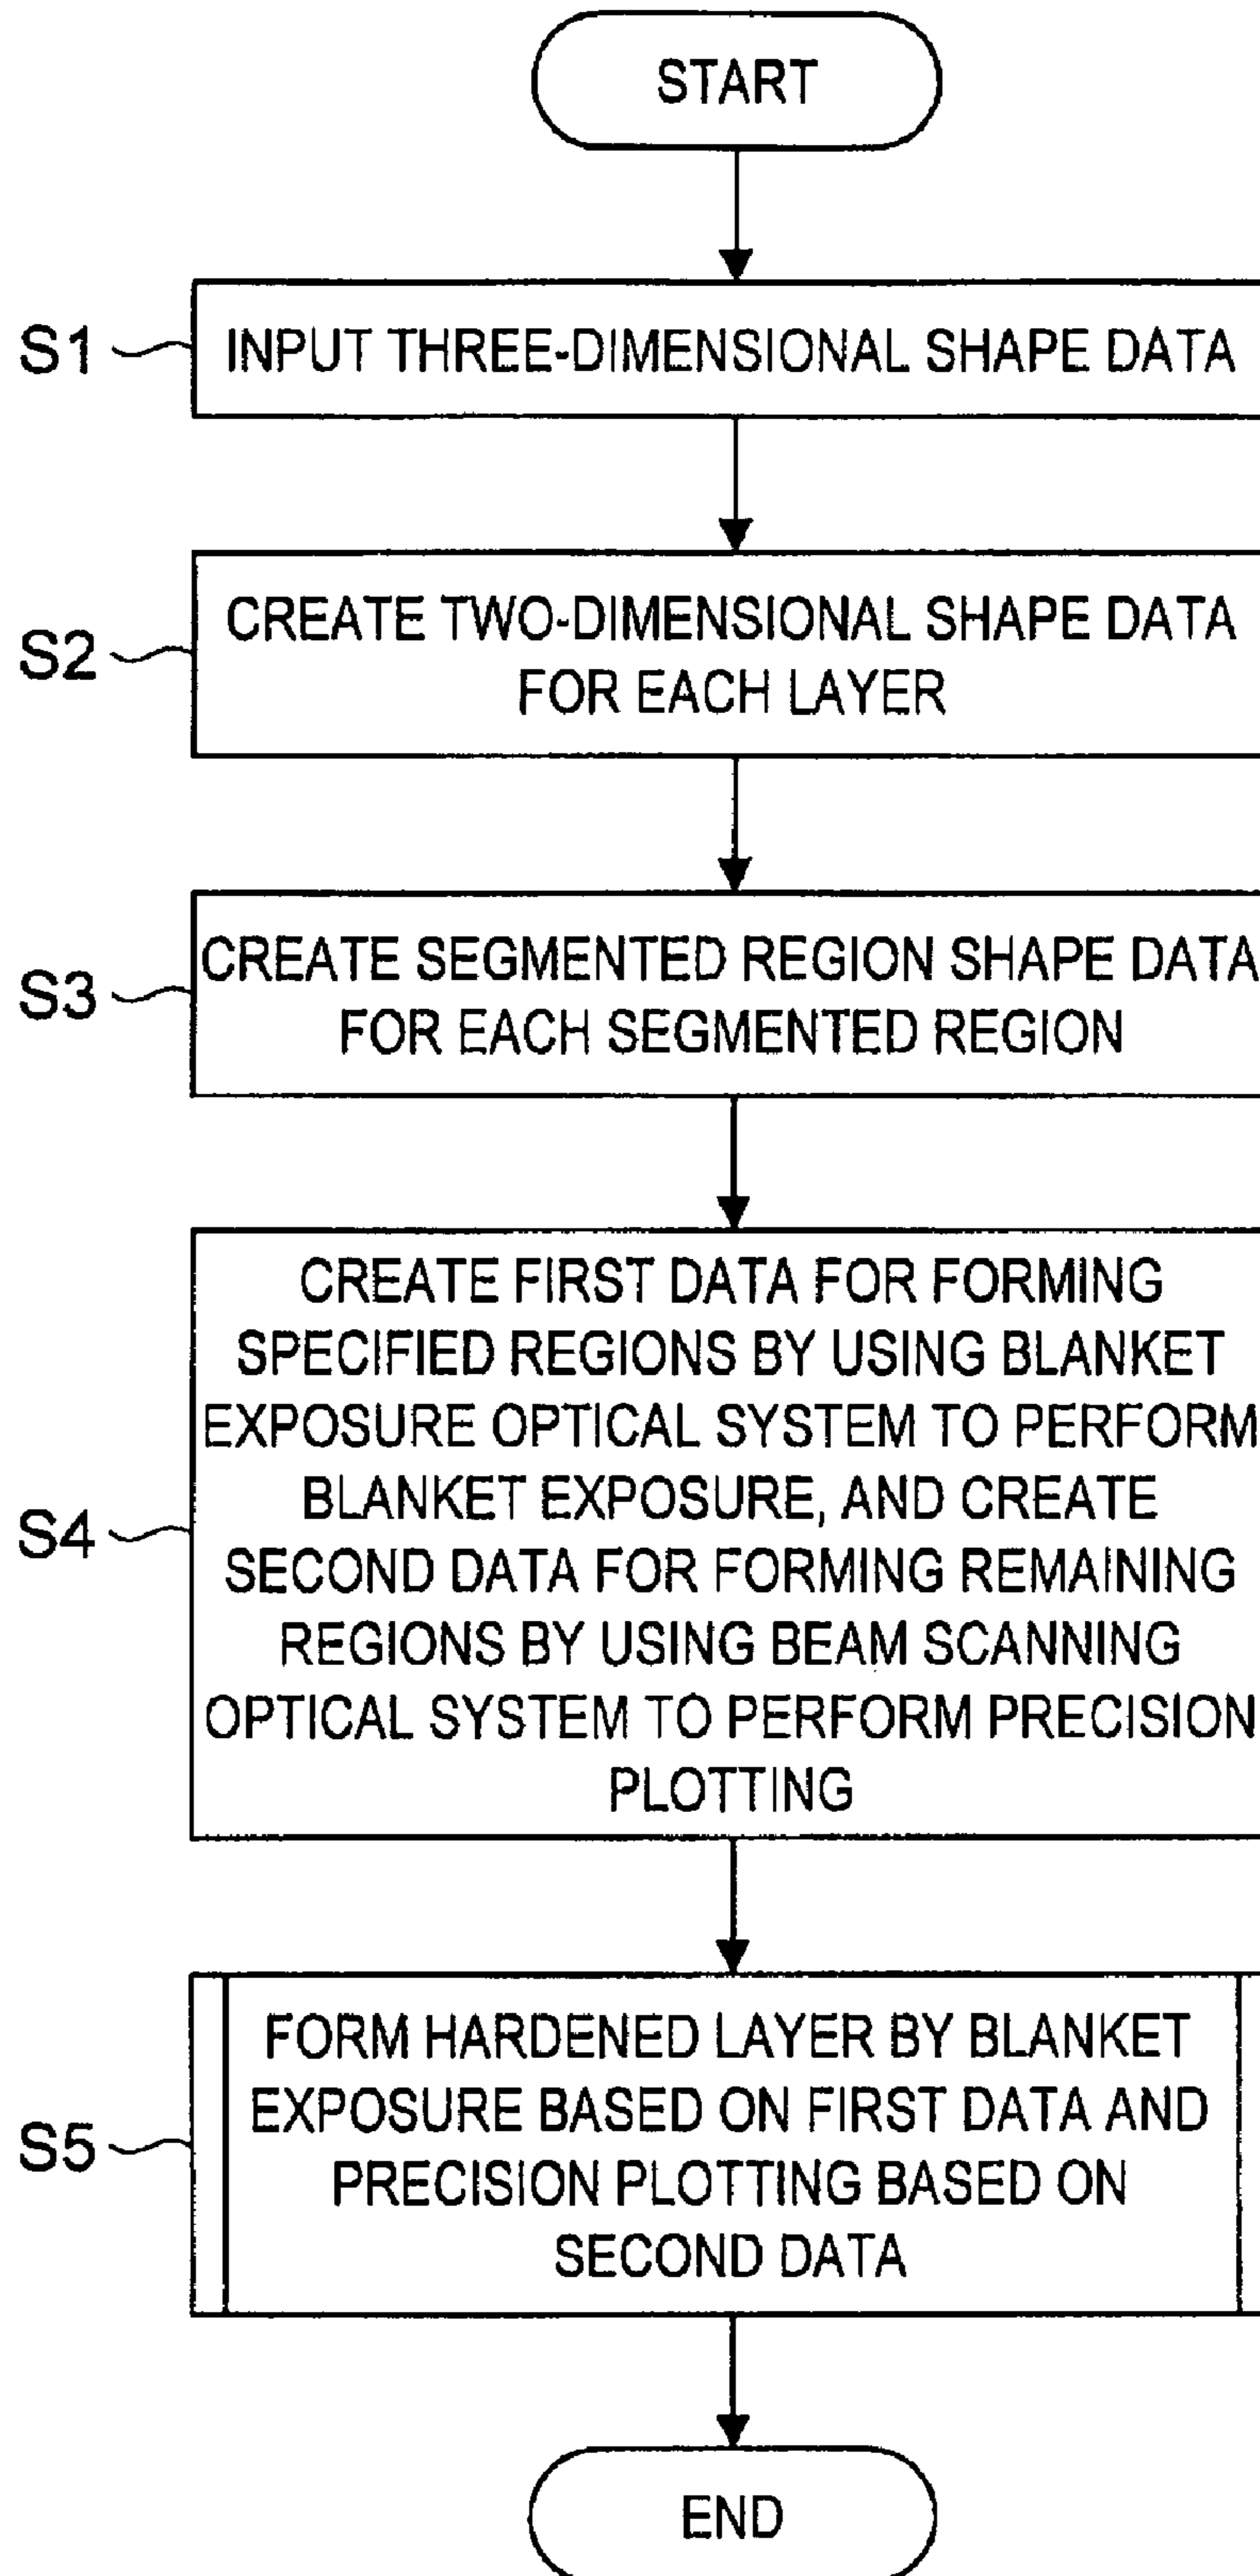 START
S1
INPUT THREE-DIMENSIONAL SHAPE DATA
S2
CREATE TWO-DIMENSIONAL SHAPE DATA
FOR EACH LAYER
S3
CREATE SEGMENTED REGION SHAPE DATA
FOR EACH SEGMENTED REGION
S4
CREATE FIRST DATA FOR FORMING
SPECIFIED REGIONS BY USING BLANKET
EXPOSURE OPTICAL SYSTEM TO PERFORM
BLANKET EXPOSURE, AND CREATE
SECOND DATA FOR FORMING REMAINING
REGIONS BY USING BEAM SCANNING
OPTICAL SYSTEM TO PERFORM PRECISION
PLOTTING
S5
FORM HARDENED LAYER BY BLANKET
EXPOSURE BASED ON FIRST DATA AND
PRECISION PLOTTING BASED ON
SECOND DATA
END